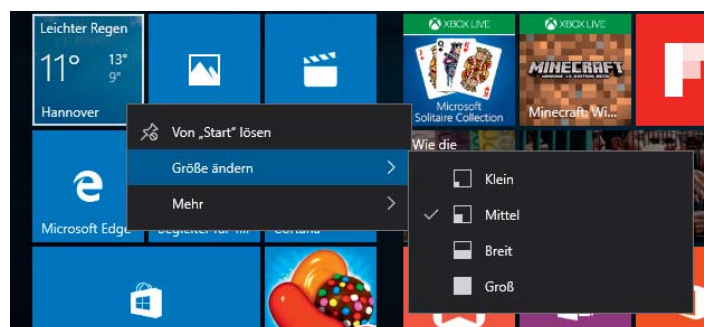 Leichter Regen
11° 13°
9°
Hannover
XBOX LIVE
XBOX LIVE
MINECRAFT
Microsoft
Solitaire Collection
Minecraft: Wi...
Von „Start“ lösen
Größe ändern
Mehr
Wie die
Klein
Mittel
Breit
Groß
Microsoft Edge